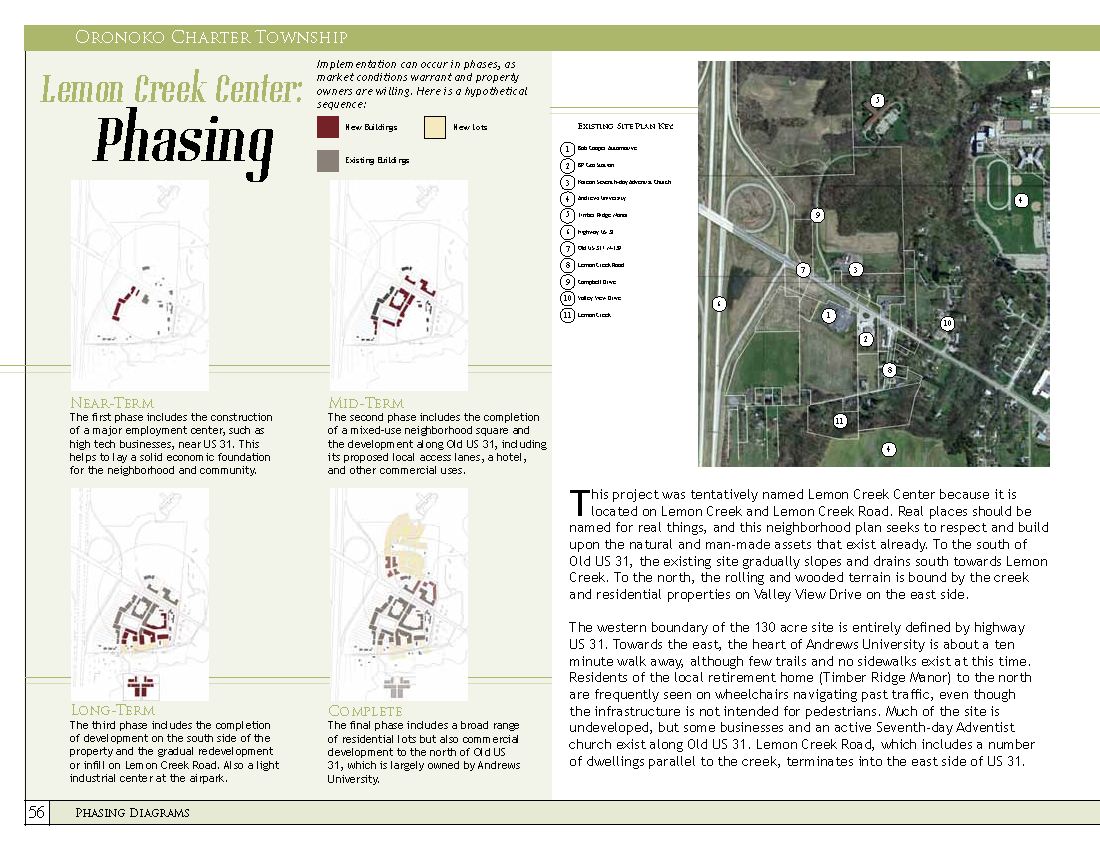 Oronoko Charter Township
Lemon Creek Center:
Phasing
Implementation can occur in phases, as
market conditions warrant and property
owners are willing. Here is a hypothetical
sequence:
New Buildings
New Lots
Existing Buildings
Near-Term
The first phase includes the construction
of a major employment center, such as
high tech businesses, near US 31. This
helps to lay a solid economic foundation
for the neighborhood and community.
Mid-Term
The second phase includes the completion
of a mixed-use neighborhood square and
the development along Old US 31, including
its proposed local access lanes, a hotel,
and other commercial uses.
Long-Term
The third phase includes the completion
of development on the south side of the
property and the gradual redevelopment
or infill on Lemon Creek Road. Also a light
industrial center at the airpark.
Complete
The final phase includes a broad range
of residential lots but also commercial
development to the north of Old US
31, which is largely owned by Andrews
University.
Existing Site Plan Key
1 Bob Cooper Automotive
2 BP Gas Station
3 Korean Seventh-day Adventist Church
4 Andrews University
5 Timber Ridge Manor
6 Highway US 31
7 Old US 31 / M-139
8 Lemon Creek Road
9 Campbell Drive
10 Valley View Drive
11 Lemon Creek
5
4
9
7
3
6
1
10
2
8
11
4
This project was tentatively named Lemon Creek Center because it is
located on Lemon Creek and Lemon Creek Road. Real places should be
named for real things, and this neighborhood plan seeks to respect and build
upon the natural and man-made assets that exist already. To the south of
Old US 31, the existing site gradually slopes and drains south towards Lemon
Creek. To the north, the rolling and wooded terrain is bound by the creek
and residential properties on Valley View Drive on the east side.
The western boundary of the 130 acre site is entirely defined by highway
US 31. Towards the east, the heart of Andrews University is about a ten
minute walk away, although few trails and no sidewalks exist at this time.
Residents of the local retirement home (Timber Ridge Manor) to the north
are frequently seen on wheelchairs navigating past traffic, even though
the infrastructure is not intended for pedestrians. Much of the site is
undeveloped, but some businesses and an active Seventh-day Adventist
church exist along Old US 31. Lemon Creek Road, which includes a number
of dwellings parallel to the creek, terminates into the east side of US 31.
56
Phasing Diagrams